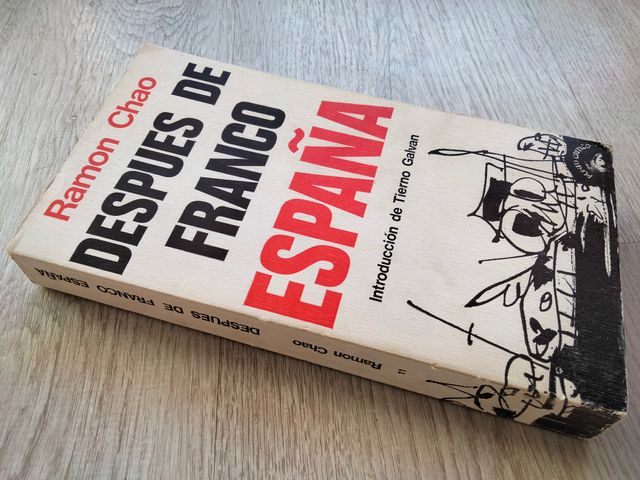 Ramon Chao
DESPUES DE
FRANCO
ESPAÑA
Introducción de Tierno Galvan
DESPUES DE FRANCO ESPAÑA
Ramon Chao